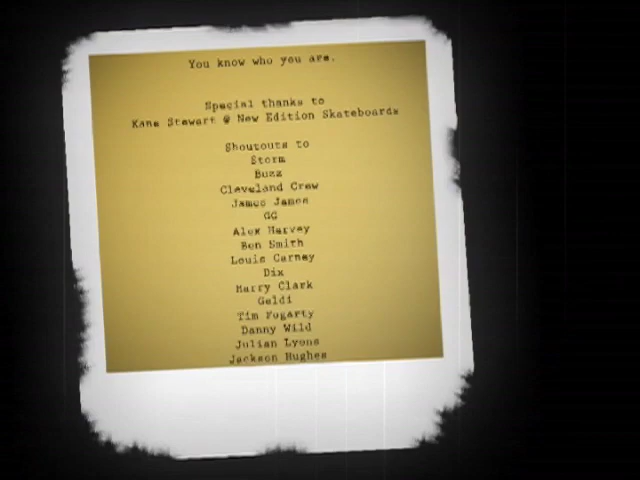 You know who you are.
Special thanks to
Kane Stewart @ New Edition Skateboards
Shoutouts to
Storm
Buzz
Cleveland Crew
James James
GG
Alex Harvey
Ben Smith
Louis Carney
Dix
Harry Clark
Geldi
Tim Fogarty
Danny Wild
Julian Lyons
Jackson Hughes